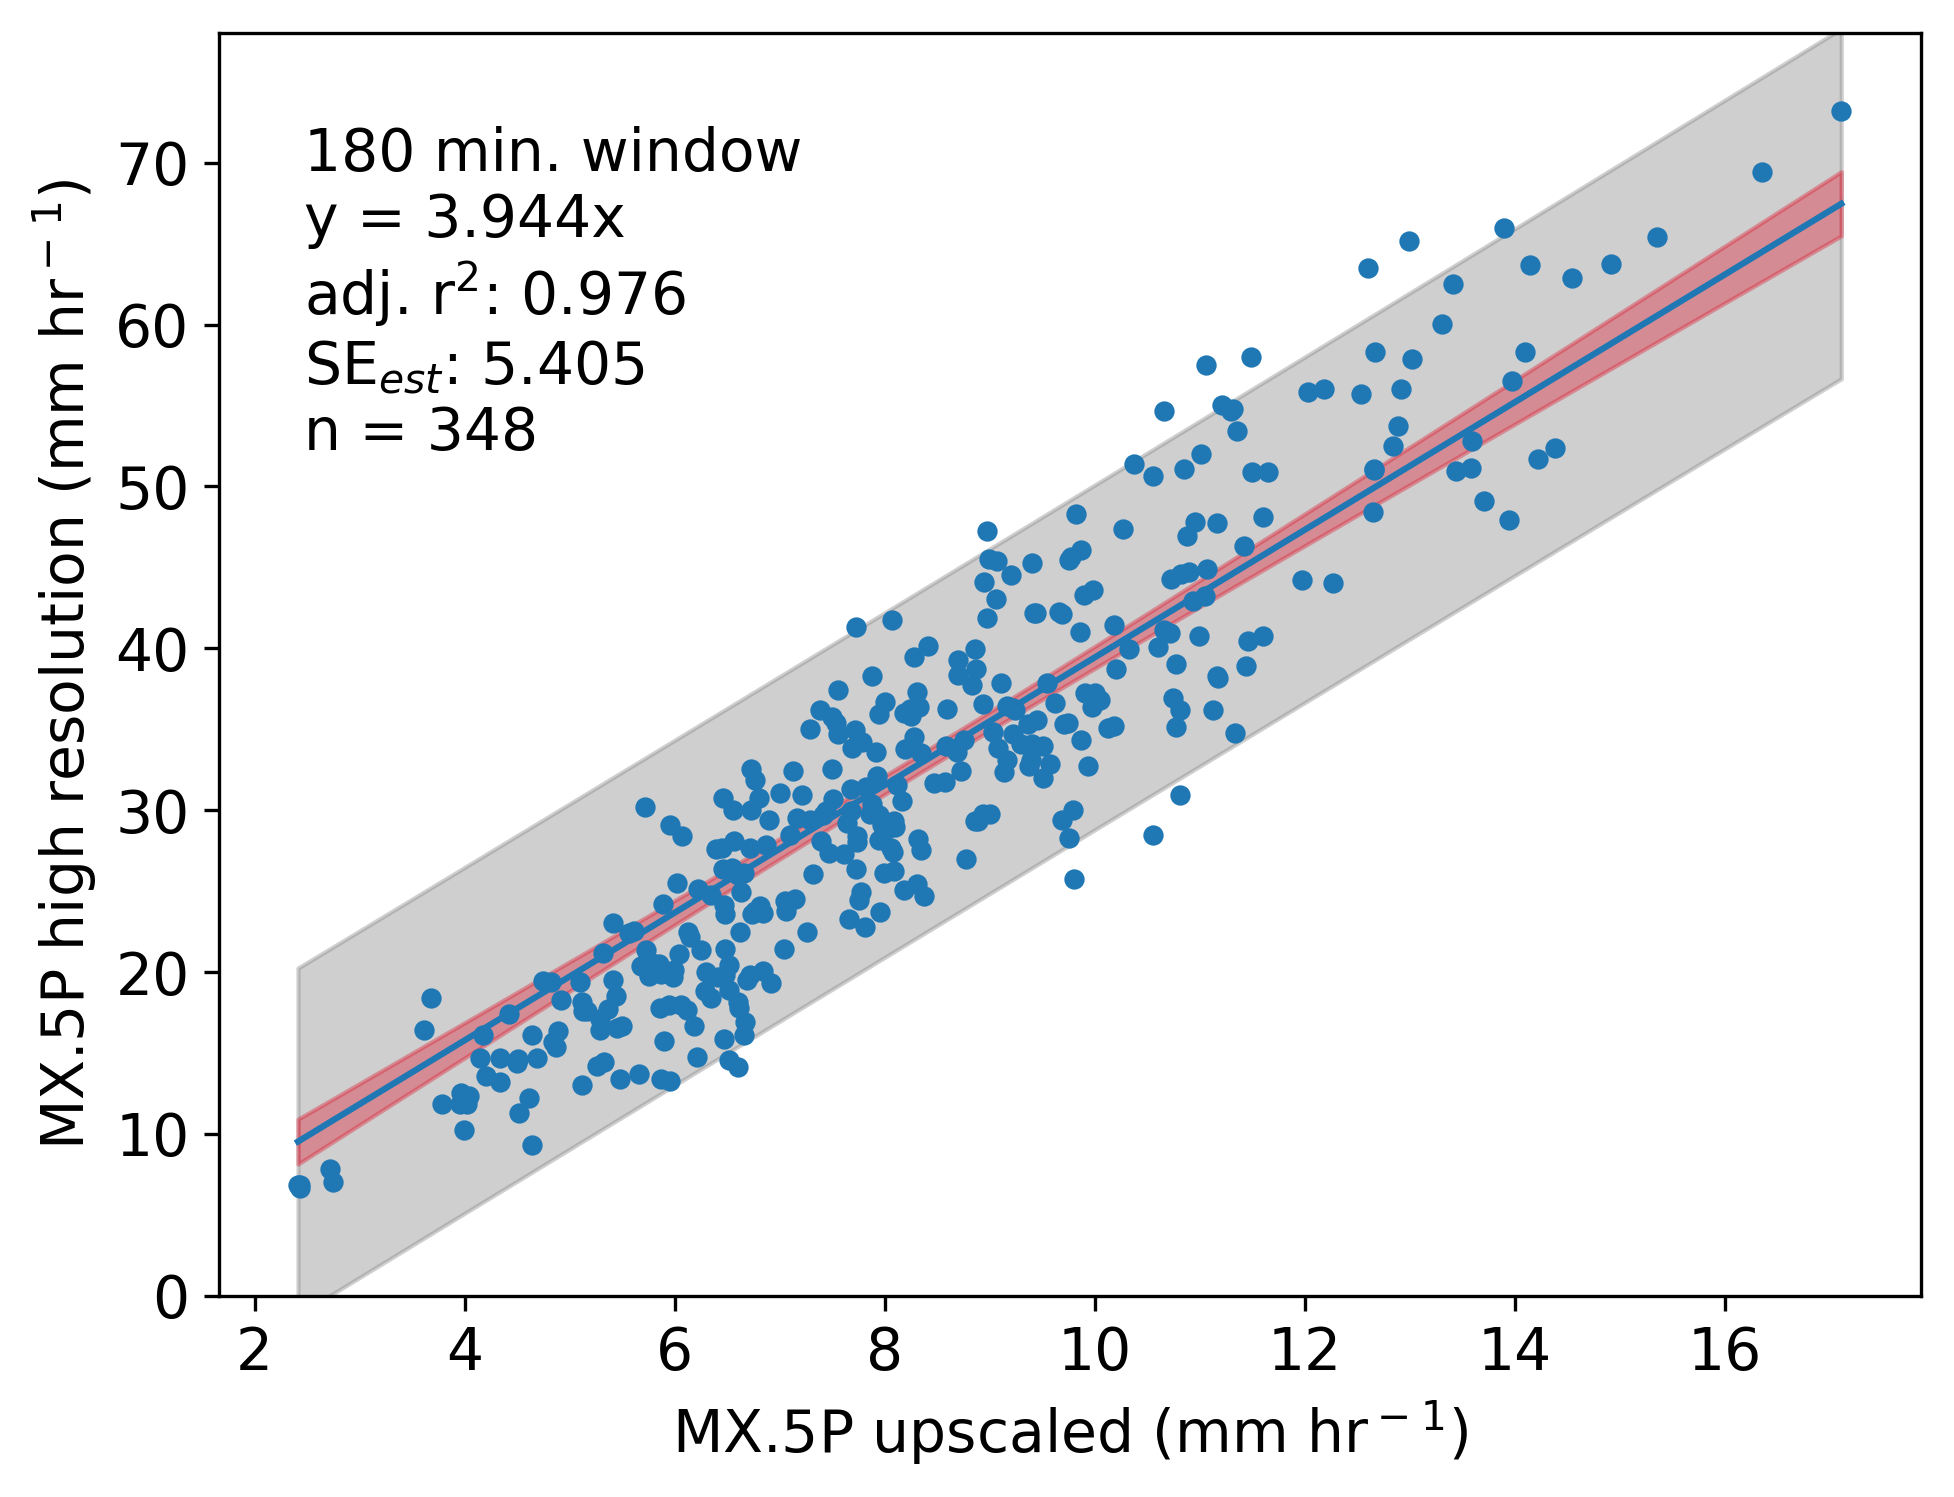 180 min. window
y = 3.944x
adj. r²: 0.976
SE_est: 5.405
n = 348
MX.5P high resolution (mm hr⁻¹)
70
60
50
40
30
20
10
0
2 4 6 8 10 12 14 16
MX.5P upscaled (mm hr⁻¹)